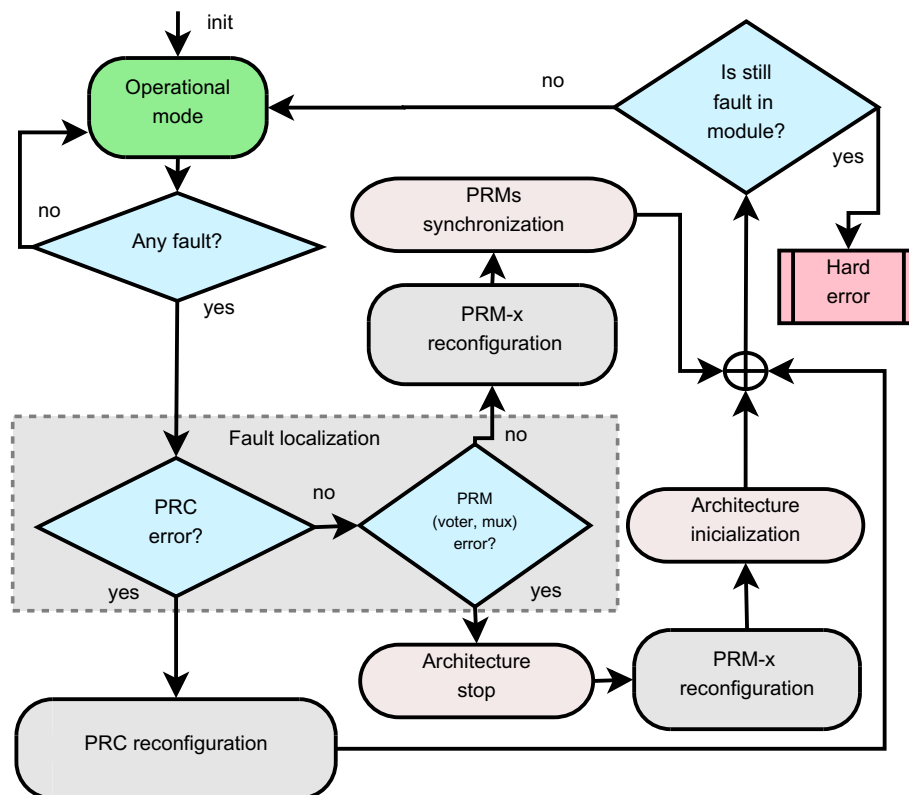 init
Operational
mode
no
Any fault?
yes
Is still
fault in
module?
no
yes
Hard
error
PRMs
synchronization
PRM-x
reconfiguration
Fault localization
no
PRC
error?
no
yes
PRM
(voter, mux)
error?
yes
Architecture
inicialization
Architecture
stop
PRM-x
reconfiguration
PRC reconfiguration